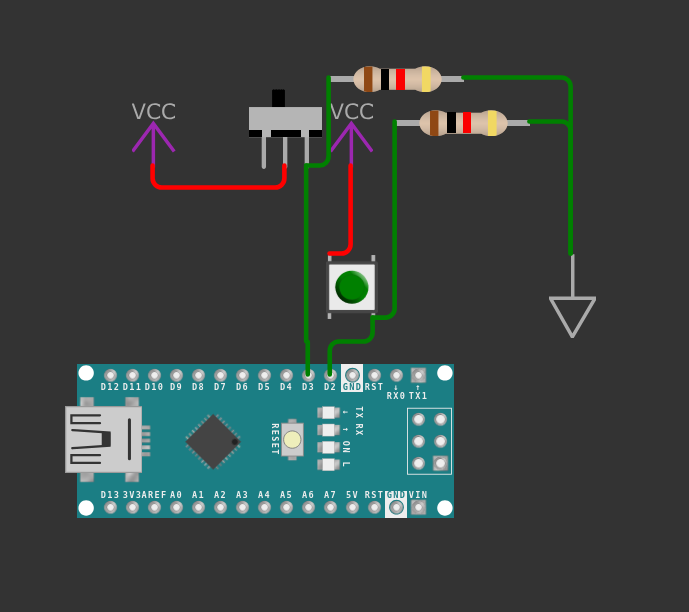 VCC
VCC
D12 D11 D10 D9 D8 D7 D6 D5 D4 D3 D2 GND RST ↓ ↑
RX0 TX1
RESET
← TX
→ RX
ON
L
D13 3V3 AREF A0 A1 A2 A3 A4 A5 A6 A7 5V RST GND VIN